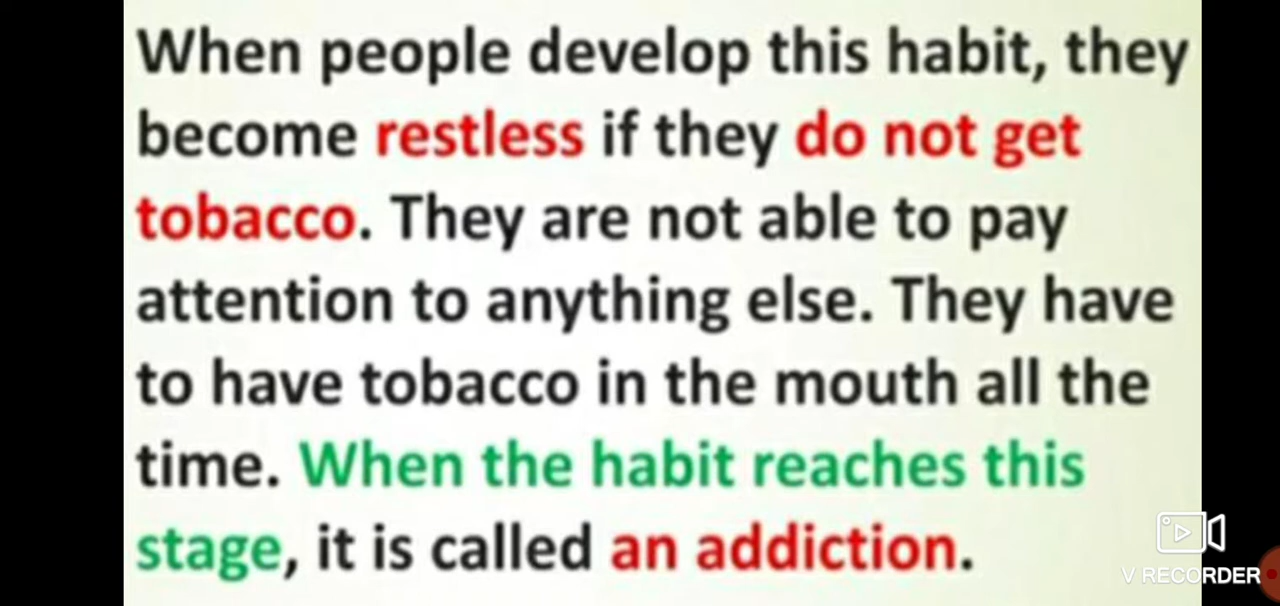 When people develop this habit, they
become restless if they do not get
tobacco. They are not able to pay
attention to anything else. They have
to have tobacco in the mouth all the
time. When the habit reaches this
stage, it is called an addiction.
V RECORDER